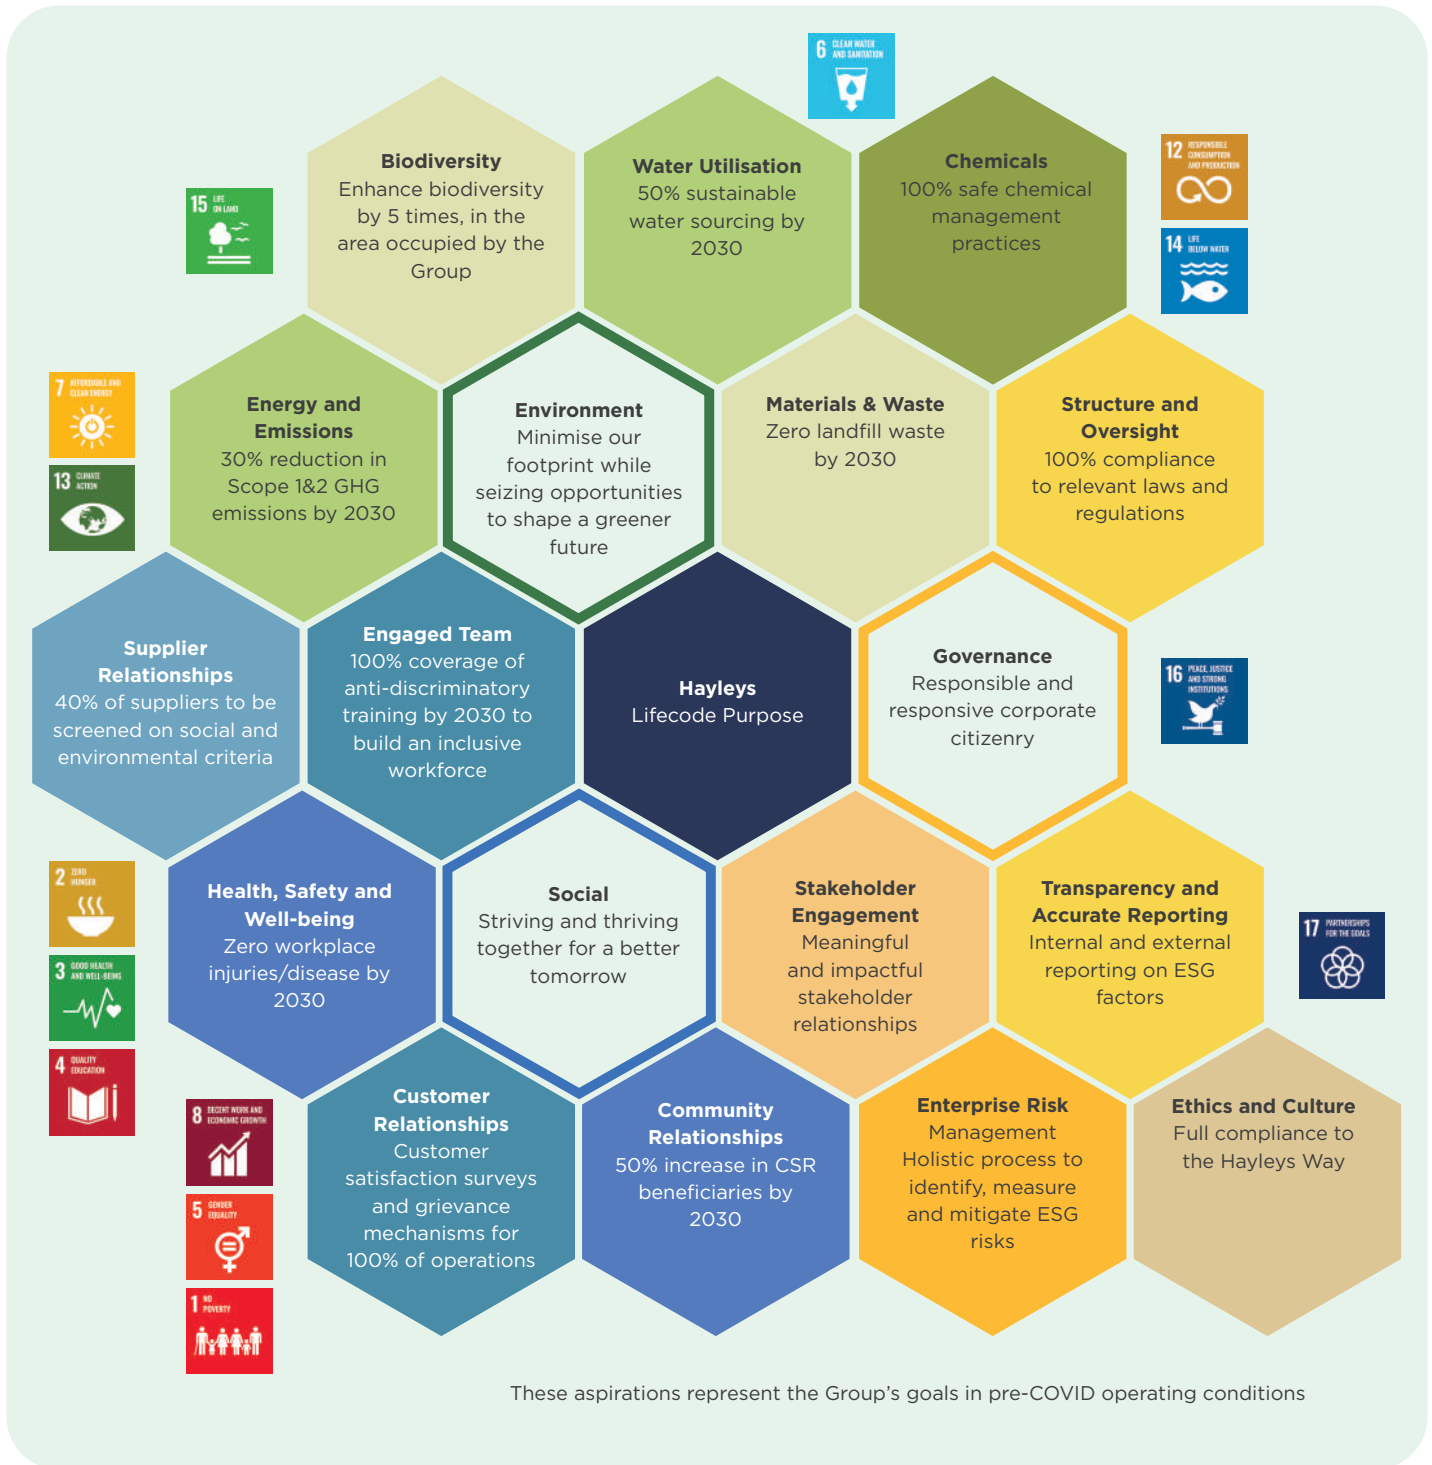 6 CLEAN WATER
AND SANITATION
Biodiversity
Enhance biodiversity
by 5 times, in the
area occupied by the
Group
Water Utilisation
50% sustainable
water sourcing by
2030
Chemicals
100% safe chemical
management
practices
12 RESPONSIBLE
CONSUMPTION
AND PRODUCTION
15 LIFE
ON LAND
14 LIFE
BELOW WATER
7 AFFORDABLE AND
CLEAN ENERGY
13 CLIMATE
ACTION
Energy and
Emissions
30% reduction in
Scope 1&2 GHG
emissions by 2030
Environment
Minimise our
footprint while
seizing opportunities
to shape a greener
future
Materials & Waste
Zero landfill waste
by 2030
Structure and
Oversight
100% compliance
to relevant laws and
regulations
Supplier
Relationships
40% of suppliers to be
screened on social and
environmental criteria
Engaged Team
100% coverage of
anti-discriminatory
training by 2030 to
build an inclusive
workforce
Hayleys
Lifecode Purpose
Governance
Responsible and
responsive corporate
citizenry
16 PEACE, JUSTICE
AND STRONG
INSTITUTIONS
2 ZERO
HUNGER
3 GOOD HEALTH
AND WELL-BEING
4 QUALITY
EDUCATION
Health, Safety and
Well-being
Zero workplace
injuries/disease by
2030
Social
Striving and thriving
together for a better
tomorrow
Stakeholder
Engagement
Meaningful
and impactful
stakeholder
relationships
Transparency and
Accurate Reporting
Internal and external
reporting on ESG
factors
17 PARTNERSHIPS
FOR THE GOALS
8 DECENT WORK AND
ECONOMIC GROWTH
5 GENDER
EQUALITY
1 NO
POVERTY
Customer
Relationships
Customer
satisfaction surveys
and grievance
mechanisms for
100% of operations
Community
Relationships
50% increase in CSR
beneficiaries by
2030
Enterprise Risk
Management
Holistic process to
identify, measure
and mitigate ESG
risks
Ethics and Culture
Full compliance to
the Hayleys Way
These aspirations represent the Group's goals in pre-COVID operating conditions